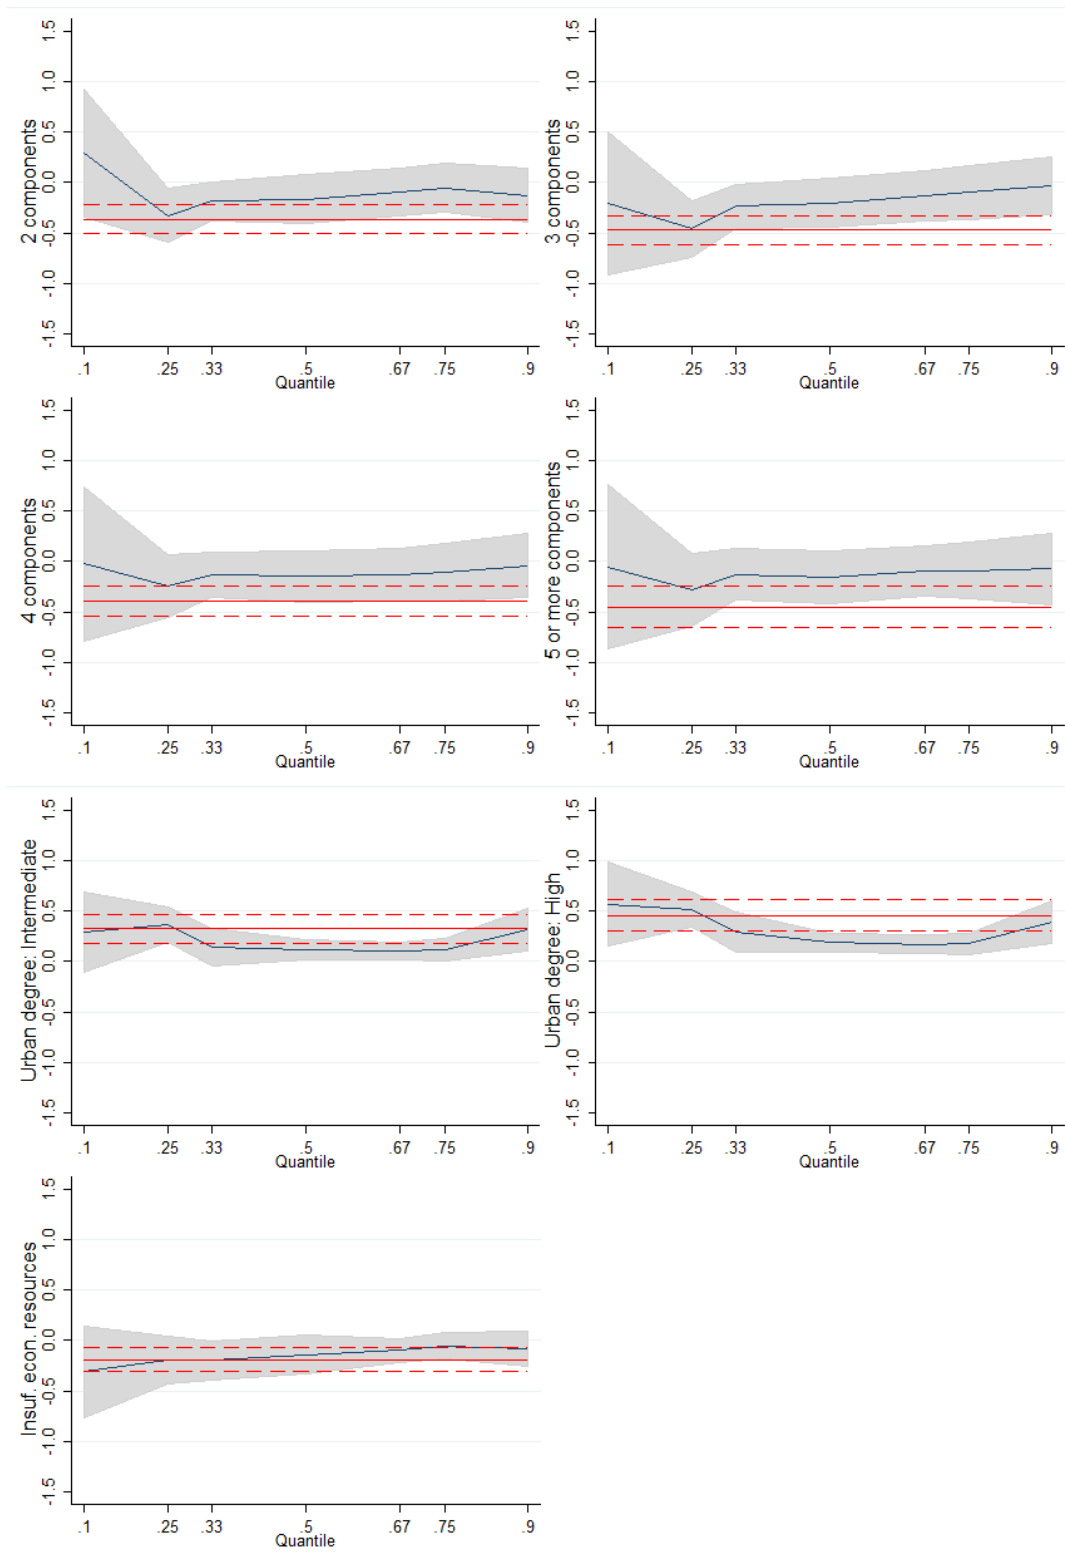 2 components
1.5
1.0
0.5
0.0
-0.5
-1.0
-1.5
.1 .25 .33 .5 .67 .75 .9
Quantile
3 components
1.5
1.0
0.5
0.0
-0.5
-1.0
-1.5
.1 .25 .33 .5 .67 .75 .9
Quantile
4 components
1.5
1.0
0.5
0.0
-0.5
-1.0
-1.5
.1 .25 .33 .5 .67 .75 .9
Quantile
5 or more components
1.5
1.0
0.5
0.0
-0.5
-1.0
-1.5
.1 .25 .33 .5 .67 .75 .9
Quantile
Urban degree: Intermediate
1.5
1.0
0.5
0.0
-0.5
-1.0
-1.5
.1 .25 .33 .5 .67 .75 .9
Quantile
Urban degree: High
1.5
1.0
0.5
0.0
-0.5
-1.0
-1.5
.1 .25 .33 .5 .67 .75 .9
Quantile
Insuf. econ. resources
1.5
1.0
0.5
0.0
-0.5
-1.0
-1.5
.1 .25 .33 .5 .67 .75 .9
Quantile